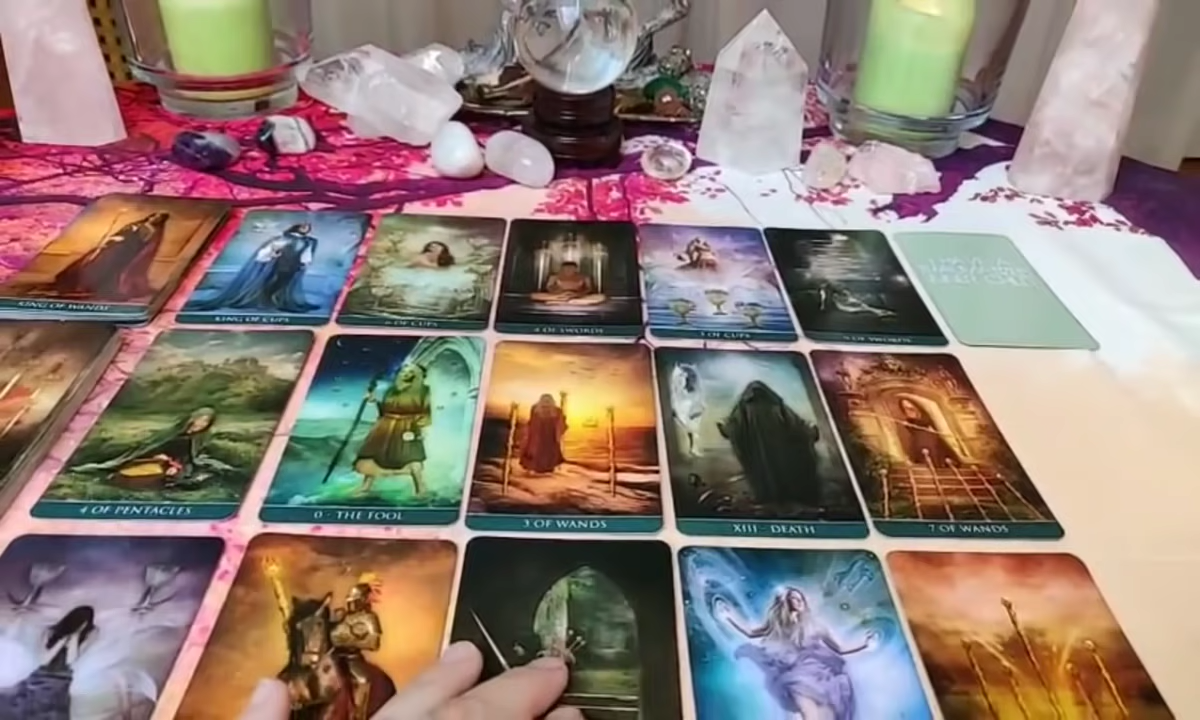 KING OF WANDS
KING OF CUPS
6 OF CUPS
4 OF SWORDS
3 OF CUPS
4 OF PENTACLES
0 - THE FOOL
3 OF WANDS
XIII - DEATH
7 OF WANDS